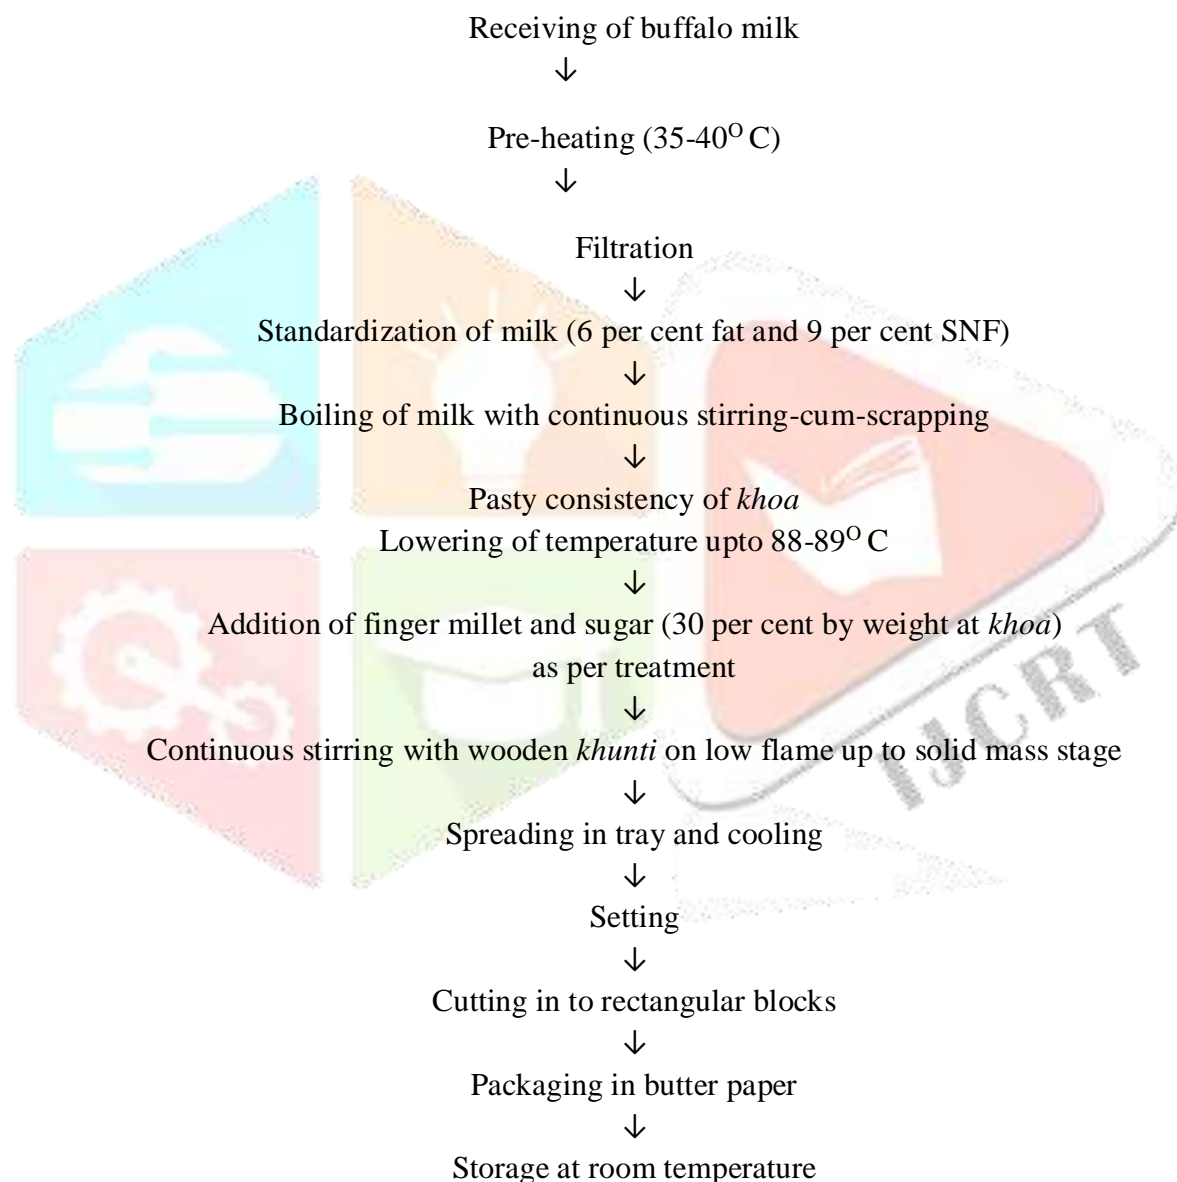 Receiving of buffalo milk
↓
Pre-heating (35-40ᴼ C)
↓
Filtration
↓
Standardization of milk (6 per cent fat and 9 per cent SNF)
↓
Boiling of milk with continuous stirring-cum-scrapping
↓
Pasty consistency of khoa
Lowering of temperature upto 88-89ᴼ C
↓
Addition of finger millet and sugar (30 per cent by weight at khoa)
as per treatment
↓
Continuous stirring with wooden khunti on low flame up to solid mass stage
↓
Spreading in tray and cooling
↓
Setting
↓
Cutting in to rectangular blocks
↓
Packaging in butter paper
↓
Storage at room temperature
IJCRT